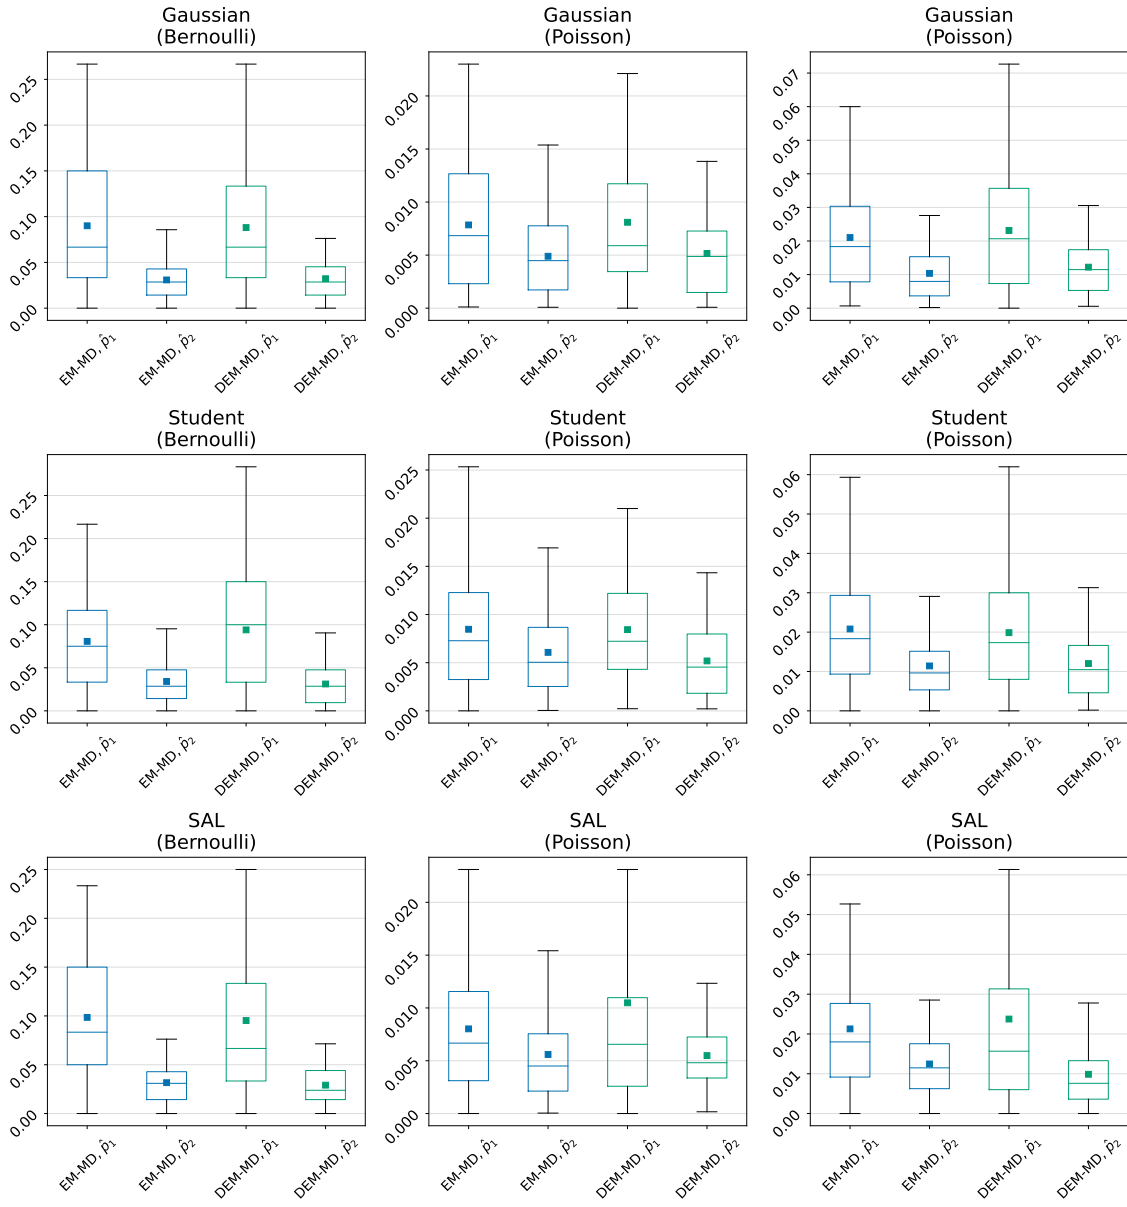 Gaussian
(Bernoulli)
0.25
0.20
0.15
0.10
0.05
0.00
EM-MD, p̂₁
EM-MD, p̂₂
DEM-MD, p̂₁
DEM-MD, p̂₂
Gaussian
(Poisson)
0.020
0.015
0.010
0.005
0.000
EM-MD, p̂₁
EM-MD, p̂₂
DEM-MD, p̂₁
DEM-MD, p̂₂
Gaussian
(Poisson)
0.07
0.06
0.05
0.04
0.03
0.02
0.01
0.00
EM-MD, p̂₁
EM-MD, p̂₂
DEM-MD, p̂₁
DEM-MD, p̂₂
Student
(Bernoulli)
0.25
0.20
0.15
0.10
0.05
0.00
EM-MD, p̂₁
EM-MD, p̂₂
DEM-MD, p̂₁
DEM-MD, p̂₂
Student
(Poisson)
0.025
0.020
0.015
0.010
0.005
0.000
EM-MD, p̂₁
EM-MD, p̂₂
DEM-MD, p̂₁
DEM-MD, p̂₂
Student
(Poisson)
0.06
0.05
0.04
0.03
0.02
0.01
0.00
EM-MD, p̂₁
EM-MD, p̂₂
DEM-MD, p̂₁
DEM-MD, p̂₂
SAL
(Bernoulli)
0.25
0.20
0.15
0.10
0.05
0.00
EM-MD, p̂₁
EM-MD, p̂₂
DEM-MD, p̂₁
DEM-MD, p̂₂
SAL
(Poisson)
0.020
0.015
0.010
0.005
0.000
EM-MD, p̂₁
EM-MD, p̂₂
DEM-MD, p̂₁
DEM-MD, p̂₂
SAL
(Poisson)
0.06
0.05
0.04
0.03
0.02
0.01
0.00
EM-MD, p̂₁
EM-MD, p̂₂
DEM-MD, p̂₁
DEM-MD, p̂₂